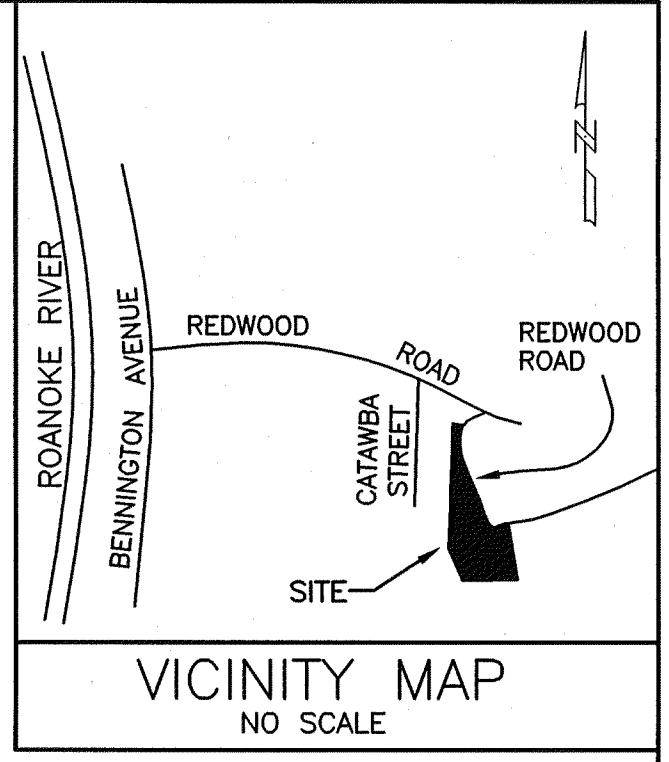 N
ROANOKE RIVER
BENNINGTON AVENUE
REDWOOD ROAD
REDWOOD
ROAD
CATAWBA
STREET
SITE
VICINITY MAP
NO SCALE